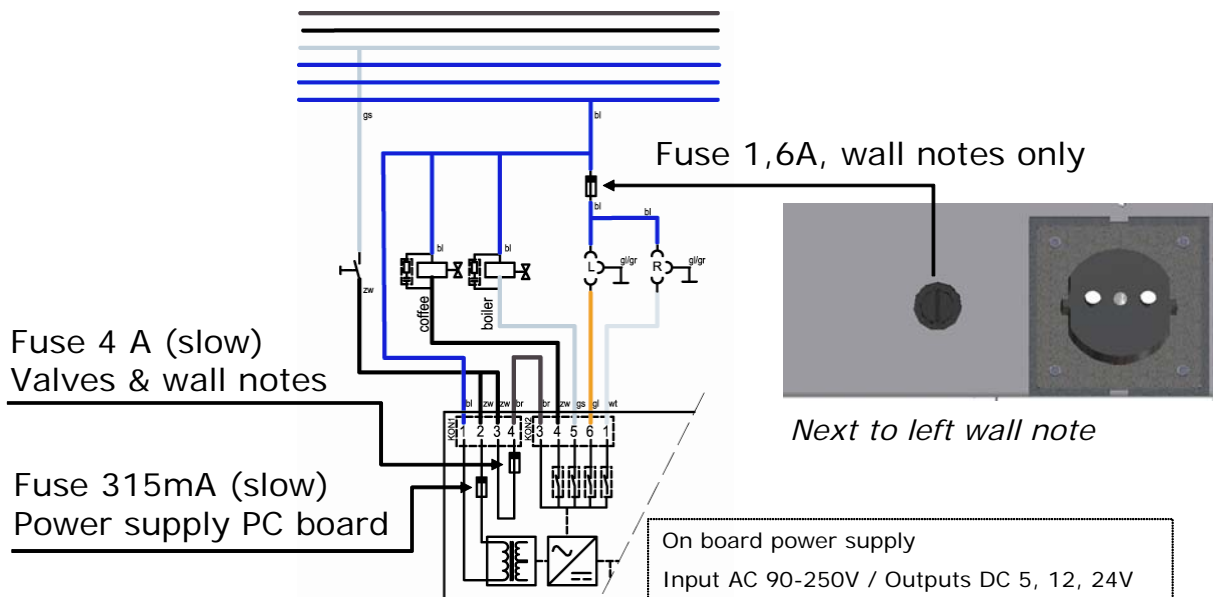 gs
bl
Fuse 1,6A, wall notes only
bl
bl
bl
bl
gl/gr
gl/gr
L
R
zw
coffee
boiler
Fuse 4 A (slow)
Valves & wall notes
bl zw zw br br zw gs gl wt
KON1 1 2 3 4 KON2 3 4 5 6 1
Next to left wall note
Fuse 315mA (slow)
Power supply PC board
On board power supply
Input AC 90-250V / Outputs DC 5, 12, 24V